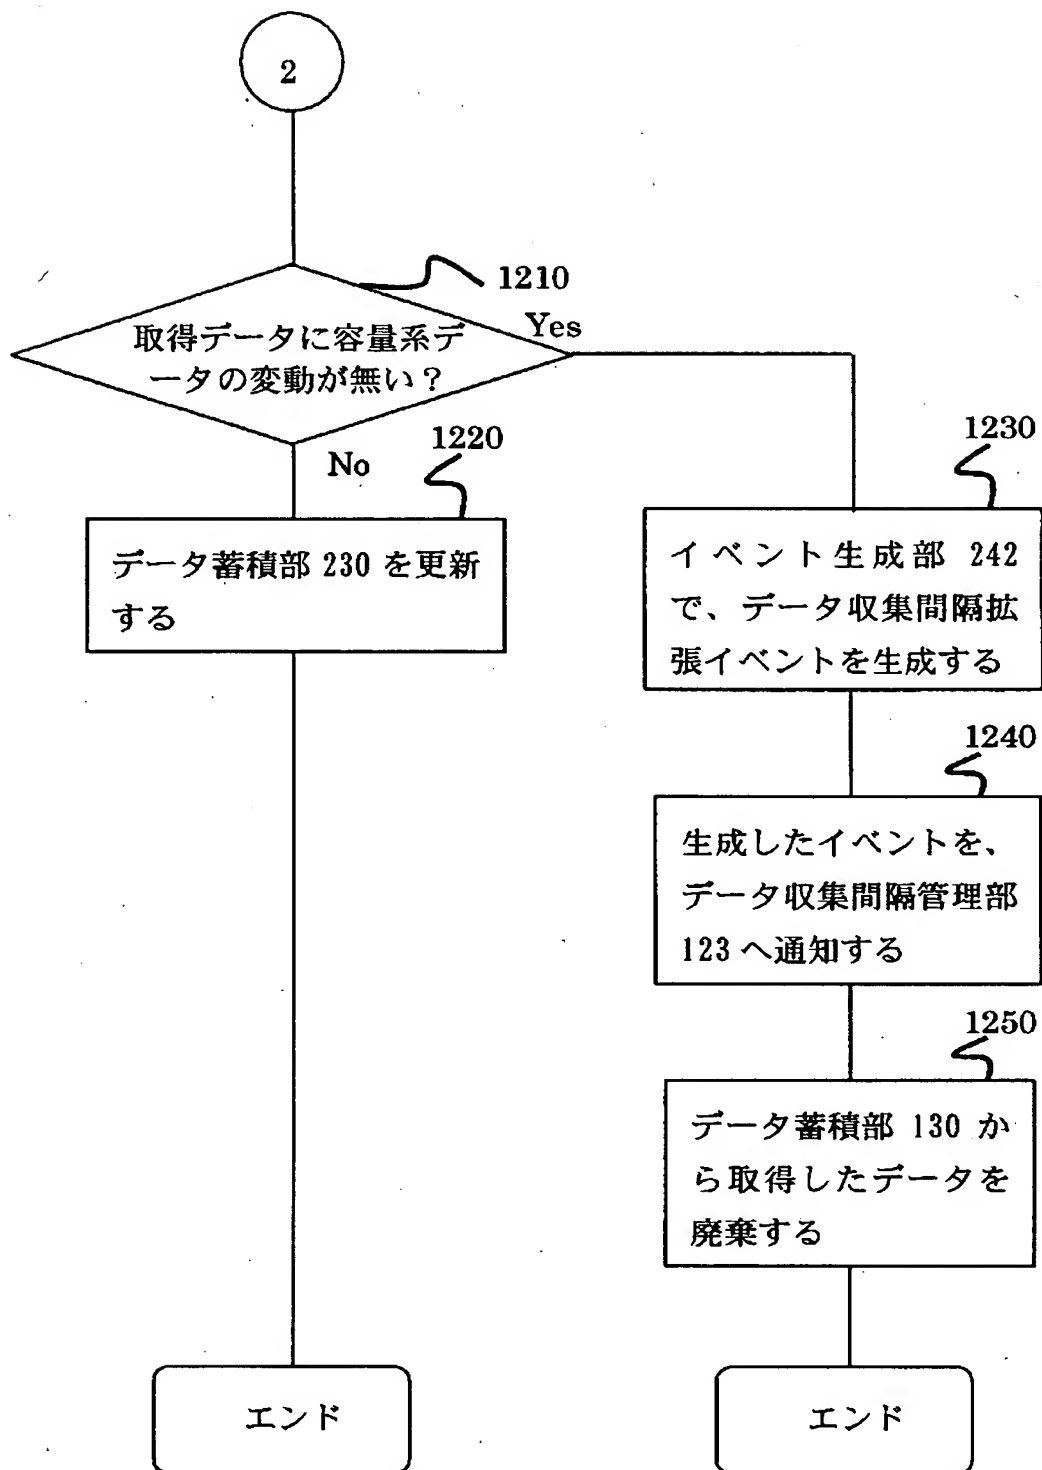 2
1210
取得データに容量系デ
ータの変動が無い？
Yes
No
1220
データ蓄積部 230 を更新
する
1230
イベント生成部 242
で、データ収集間隔拡
張イベントを生成する
1240
生成したイベントを、
データ収集間隔管理部
123 へ通知する
1250
データ蓄積部 130 か
ら取得したデータを
廃棄する
エンド
エンド